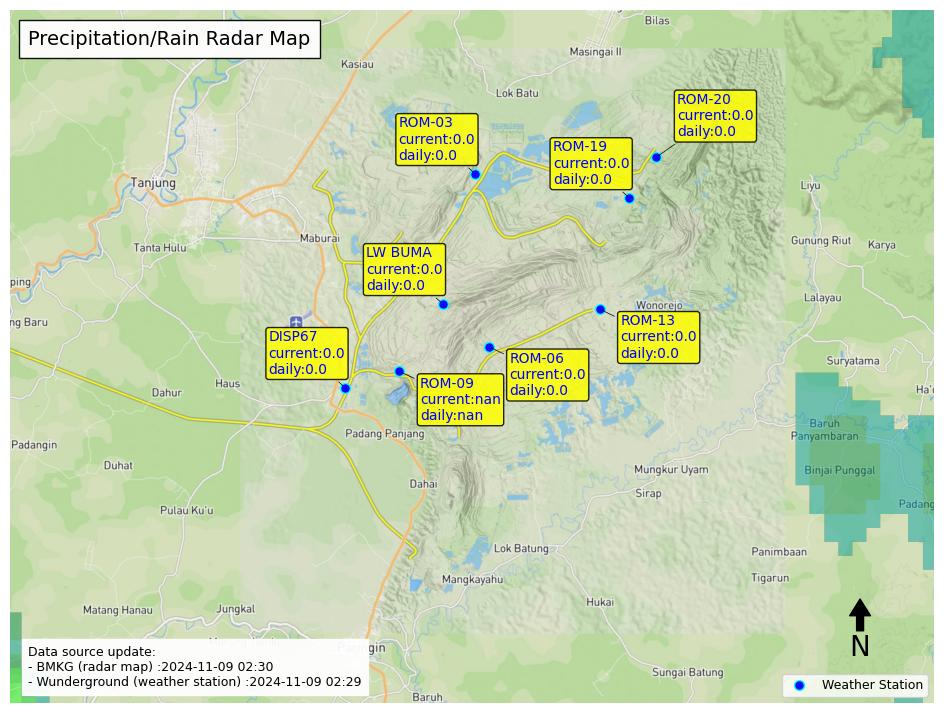 Precipitation/Rain Radar Map
Bilas
Masingai II
Kasiau
Lok Batu
ROM-20
current:0.0
daily:0.0
ROM-03
current:0.0
daily:0.0
ROM-19
current:0.0
daily:0.0
Tanjung
Liyu
Maburai
Tanta Hulu
Gunung Riut
Karya
LW BUMA
current:0.0
daily:0.0
ping
Lalayau
Wonorejo
ng Baru
ROM-13
current:0.0
daily:0.0
DISP67
current:0.0
daily:0.0
ROM-06
current:0.0
daily:0.0
Suryatama
Haus
Dahur
ROM-09
current:nan
daily:nan
Ha'o
Baruh
Panyambaran
Padang Panjang
Padangin
Duhat
Mungkur Uyam
Binjai Punggal
Dahai
Sirap
Padang
Pulau Ku'u
Lok Batung
Panimbaan
Mangkayahu
Tigarun
Hukai
Matang Hanau
Jungkal
N
Data source update:
- BMKG (radar map) :2024-11-09 02:30
- Wunderground (weather station) :2024-11-09 02:29
Sungai Batung
Weather Station
Baruh